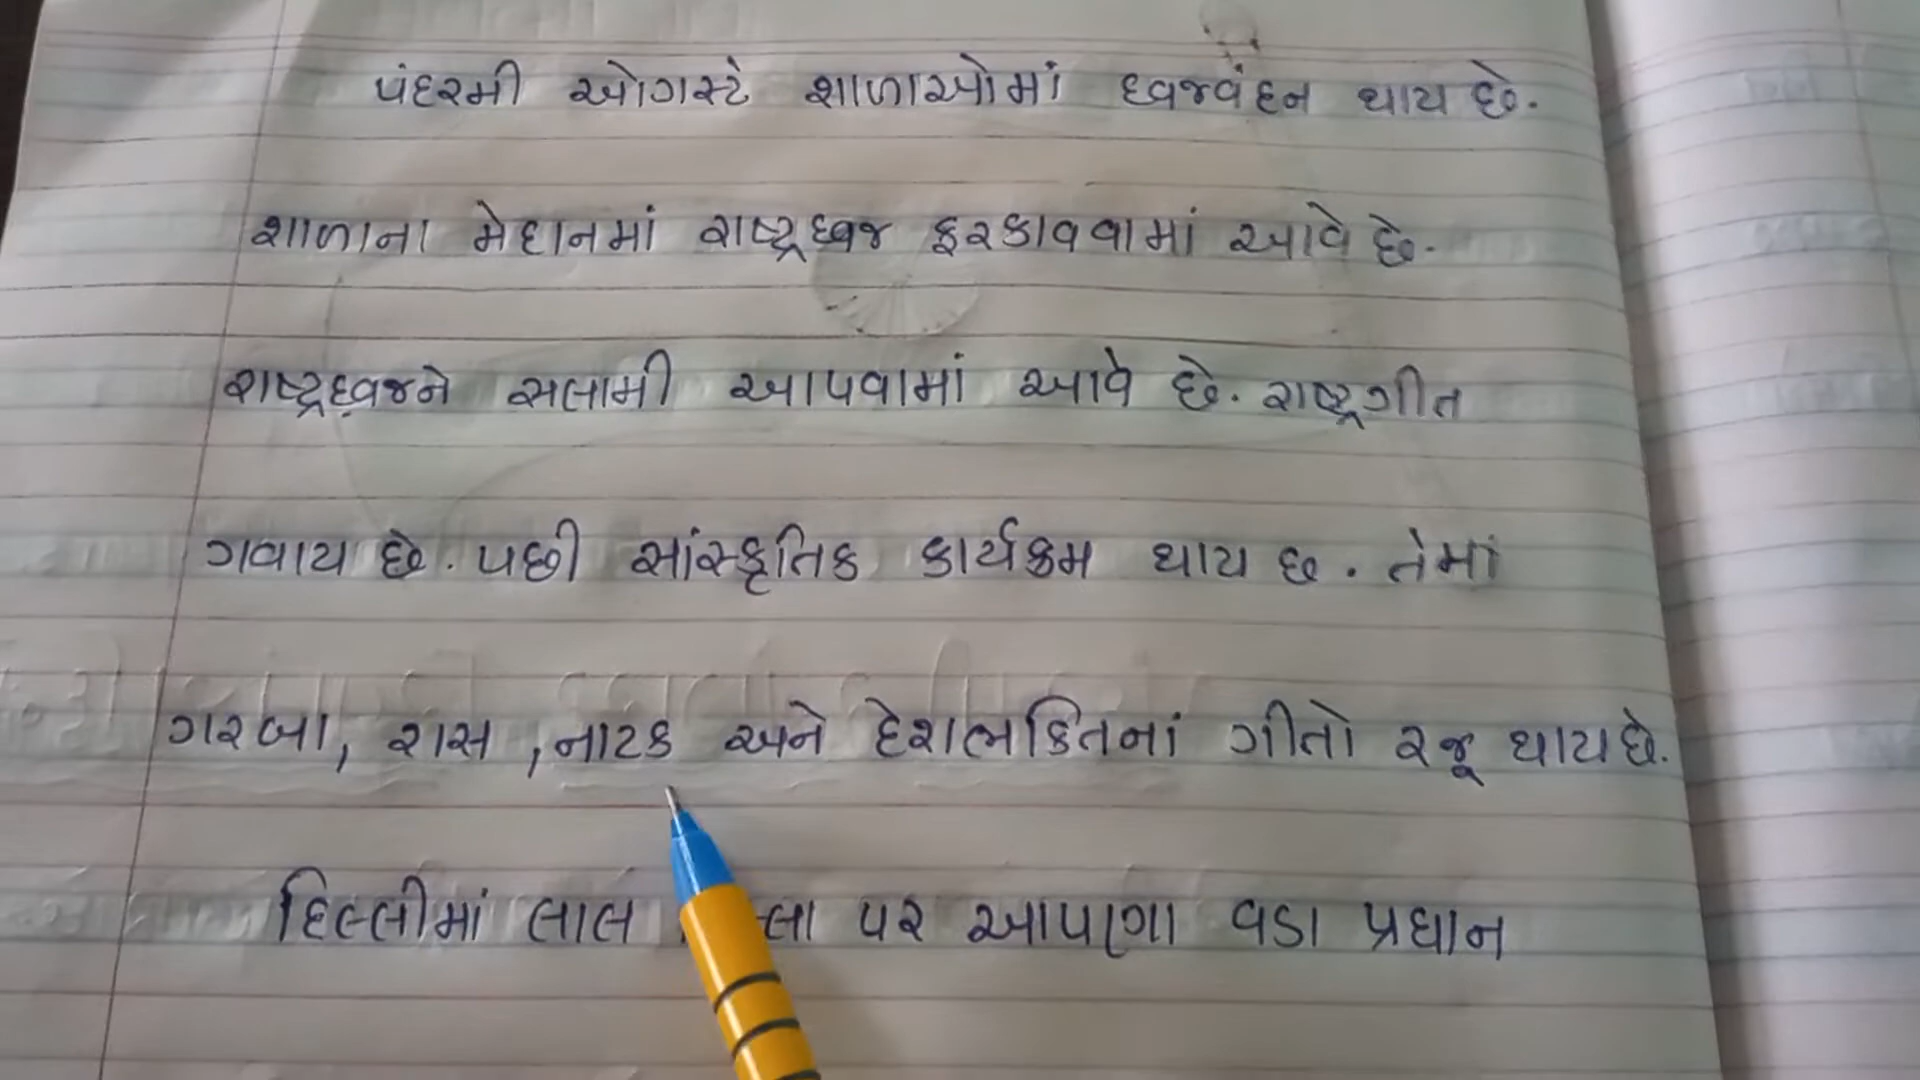 પંદરમી ઓગસ્ટે શાળાઓમાં ધ્વજવંદન થાય છે.
શાળાના મેદાનમાં રાષ્ટ્રધ્વજ ફરકાવવામાં આવે છે.
રાષ્ટ્રધ્વજને સલામી આપવામાં આવે છે. રાષ્ટ્રગીત
ગવાય છે. પછી સાંસ્કૃતિક કાર્યક્રમ થાય છ. તેમાં
ગરબા, રાસ ,નાટક અને દેશભકિતનાં ગીતો રજૂ થાય છે.
દિલ્લીમાં લાલ પર આપણા વડા પ્રધાન